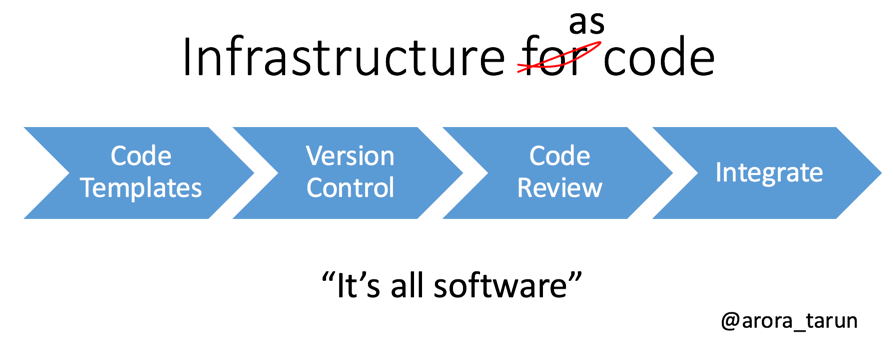 as
Infrastructure for code
Code
Templates
Version
Control
Code
Review
Integrate
“It’s all software”
@arora_tarun